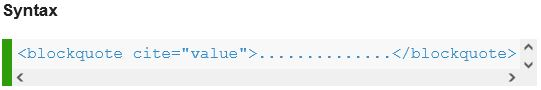 Syntax
<blockquote cite="value">..............</blockquote>